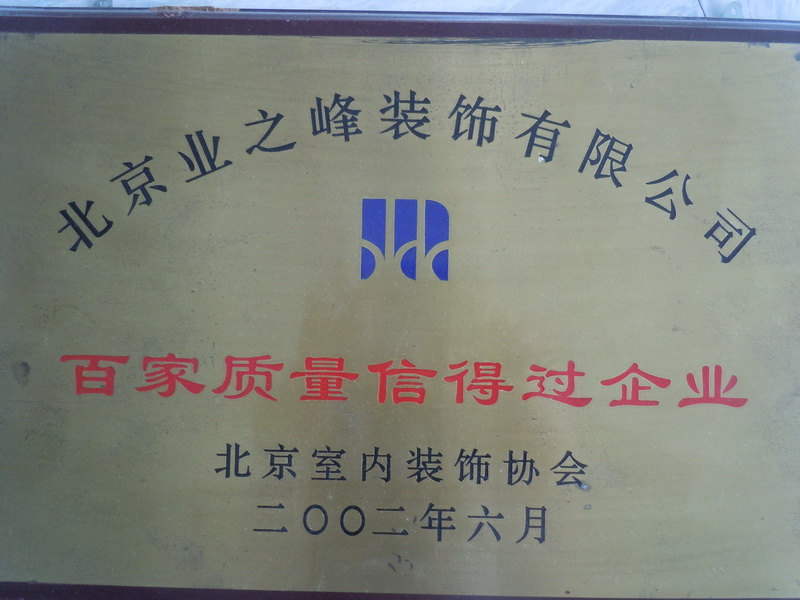 北京业之峰装饰有限公司
百家质量信得过企业
北京室内装饰协会
二〇〇二年六月